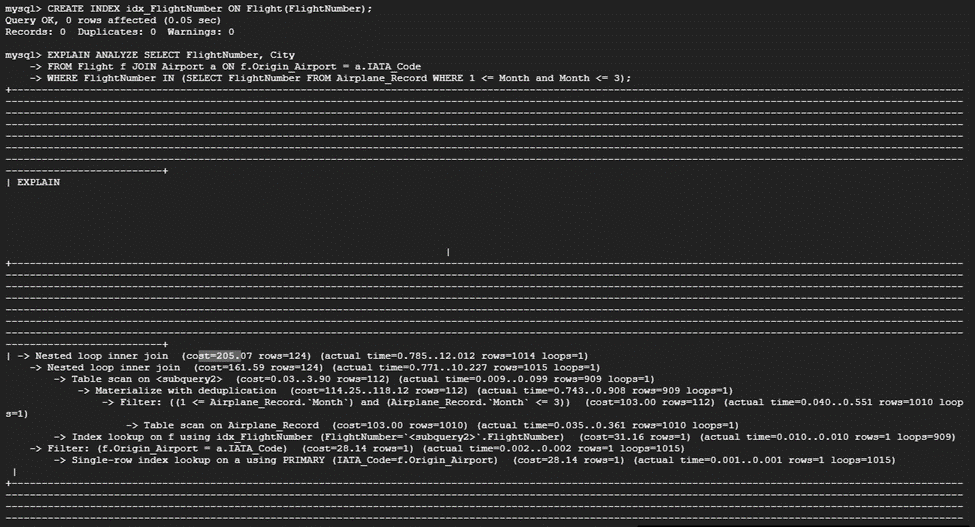 mysql> CREATE INDEX idx_FlightNumber ON Flight(FlightNumber);
Query OK, 0 rows affected (0.05 sec)
Records: 0  Duplicates: 0  Warnings: 0
mysql> EXPLAIN ANALYZE SELECT FlightNumber, City
    -> FROM Flight f JOIN Airport a ON f.Origin_Airport = a.IATA_Code
    -> WHERE FlightNumber IN (SELECT FlightNumber FROM Airplane_Record WHERE 1 <= Month and Month <= 3);
| EXPLAIN
|
| -> Nested loop inner join  (cost=205.07 rows=124) (actual time=0.785..12.012 rows=1014 loops=1)
    -> Nested loop inner join  (cost=161.59 rows=124) (actual time=0.771..10.227 rows=1015 loops=1)
        -> Table scan on <subquery2>  (cost=0.03..3.90 rows=112) (actual time=0.009..0.099 rows=909 loops=1)
            -> Materialize with deduplication  (cost=114.25..118.12 rows=112) (actual time=0.743..0.908 rows=909 loops=1)
                -> Filter: ((1 <= Airplane_Record.`Month`) and (Airplane_Record.`Month` <= 3))  (cost=103.00 rows=112) (actual time=0.040..0.551 rows=1010 loop
s=1)
                    -> Table scan on Airplane_Record  (cost=103.00 rows=1010) (actual time=0.035..0.361 rows=1010 loops=1)
        -> Index lookup on f using idx_FlightNumber (FlightNumber=`<subquery2>`.FlightNumber)  (cost=31.16 rows=1) (actual time=0.010..0.010 rows=1 loops=909)
    -> Filter: (f.Origin_Airport = a.IATA_Code)  (cost=28.14 rows=1) (actual time=0.002..0.002 rows=1 loops=1015)
        -> Single-row index lookup on a using PRIMARY (IATA_Code=f.Origin_Airport)  (cost=28.14 rows=1) (actual time=0.001..0.001 rows=1 loops=1015)
|